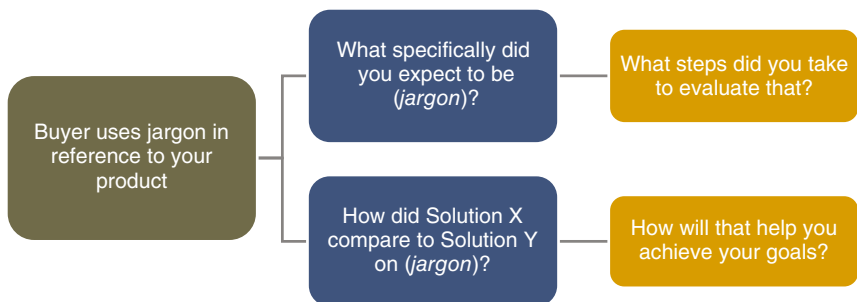 Buyer uses jargon in
reference to your
product
What specifically did
you expect to be
(jargon)?
What steps did you take
to evaluate that?
How did Solution X
compare to Solution Y
on (jargon)?
How will that help you
achieve your goals?